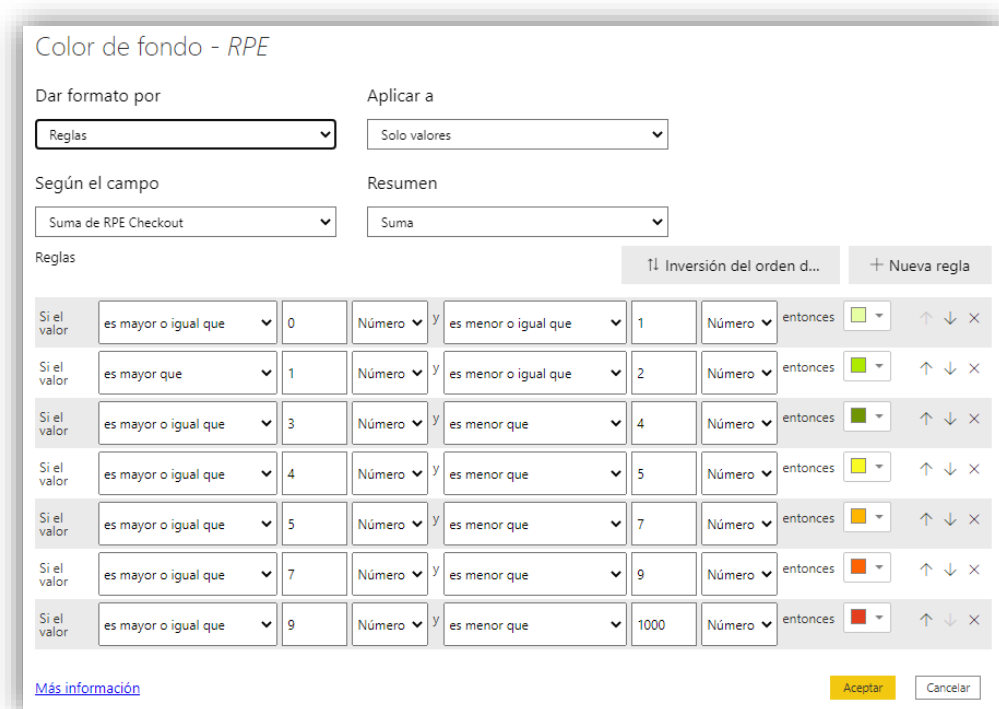 Color de fondo - RPE
Dar formato por Aplicar a
Reglas Solo valores
Según el campo Resumen
Suma de RPE Checkout Suma
Reglas Inversión del orden d... + Nueva regla
Si el valor es mayor o igual que 0 Número y es menor o igual que 1 Número entonces
Si el valor es mayor que 1 Número y es menor o igual que 2 Número entonces
Si el valor es mayor o igual que 3 Número y es menor que 4 Número entonces
Si el valor es mayor o igual que 4 Número y es menor que 5 Número entonces
Si el valor es mayor o igual que 5 Número y es menor que 7 Número entonces
Si el valor es mayor o igual que 7 Número y es menor que 9 Número entonces
Si el valor es mayor o igual que 9 Número y es menor que 1000 Número entonces
Más información Aceptar Cancelar